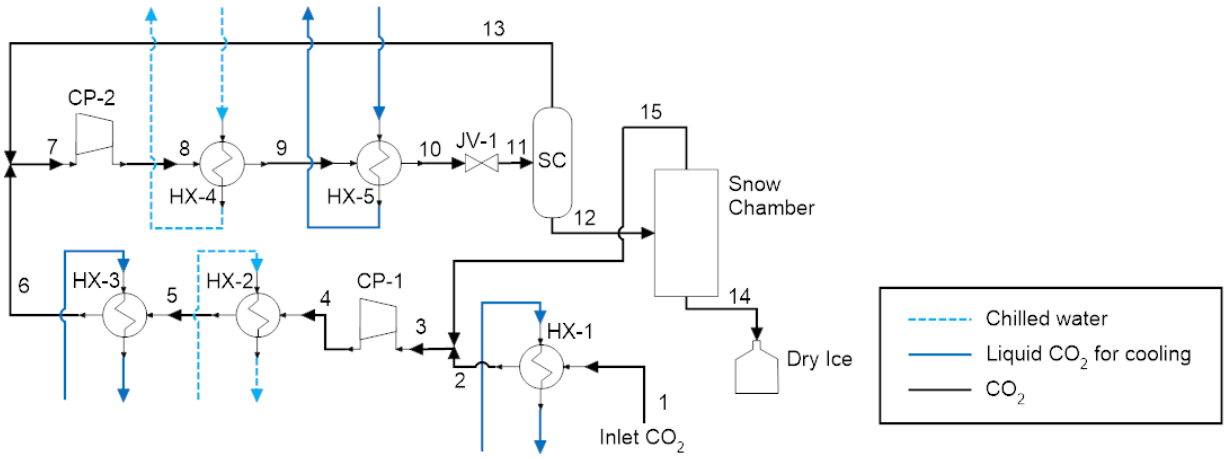 13
15
CP-2
7
8
9
10
JV-1
11
SC
HX-4
HX-5
12
Snow
Chamber
6
HX-3
5
HX-2
4
CP-1
3
HX-1
2
1
Inlet CO₂
14
Dry Ice
Chilled water
Liquid CO₂ for cooling
CO₂